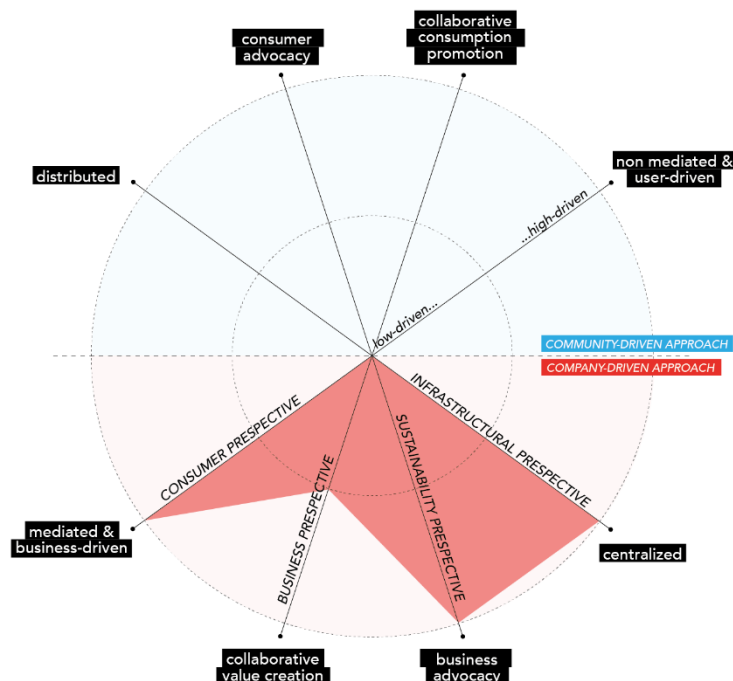 consumer
advocacy
collaborative
consumption
promotion
distributed
non mediated &
user-driven
...high-driven
low-driven...
COMMUNITY-DRIVEN APPROACH
COMPANY-DRIVEN APPROACH
CONSUMER PRESPECTIVE
BUSINESS PRESPECTIVE
SUSTAINABILITY PRESPECTIVE
INFRASTRUCTURAL PRESPECTIVE
mediated &
business-driven
centralized
collaborative
value creation
business
advocacy